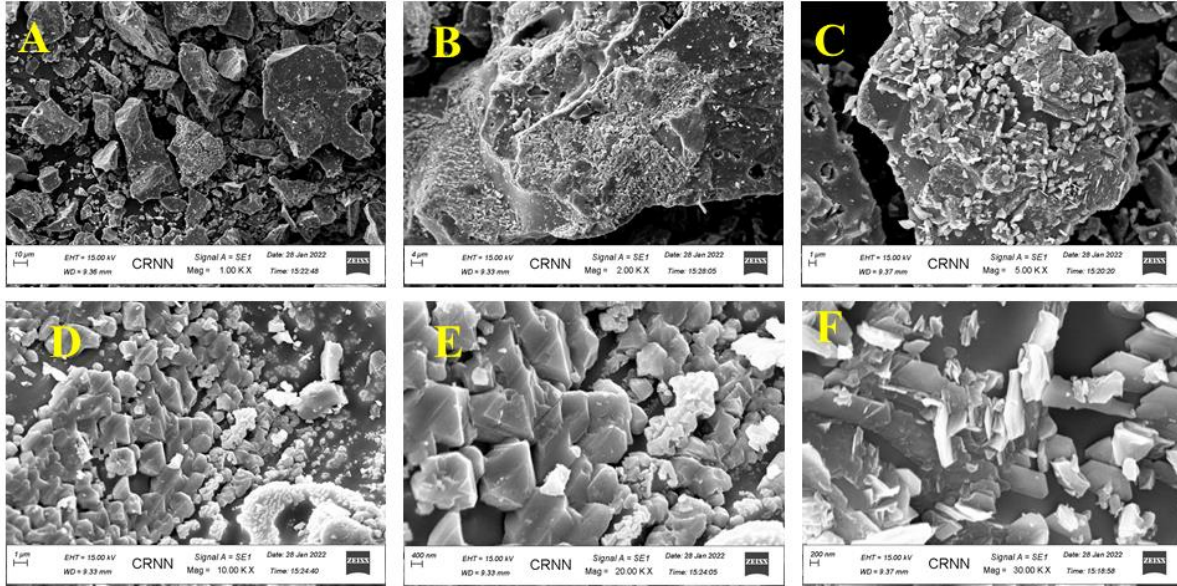 A
10 µm
EHT = 15.00 kV
WD = 9.36 mm
CRNN
Signal A = SE1
Mag = 1.00 K X
Date: 28 Jan 2022
Time: 15:22:48
ZEISS
B
4 µm
EHT = 15.00 kV
WD = 9.33 mm
CRNN
Signal A = SE1
Mag = 2.00 K X
Date: 28 Jan 2022
Time: 15:28:05
ZEISS
C
1 µm
EHT = 15.00 kV
WD = 9.37 mm
CRNN
Signal A = SE1
Mag = 5.00 K X
Date: 28 Jan 2022
Time: 15:20:20
ZEISS
D
1 µm
EHT = 15.00 kV
WD = 9.33 mm
CRNN
Signal A = SE1
Mag = 10.00 K X
Date: 28 Jan 2022
Time: 15:24:40
ZEISS
E
400 nm
EHT = 15.00 kV
WD = 9.33 mm
CRNN
Signal A = SE1
Mag = 20.00 K X
Date: 28 Jan 2022
Time: 15:24:05
ZEISS
F
200 nm
EHT = 15.00 kV
WD = 9.37 mm
CRNN
Signal A = SE1
Mag = 30.00 K X
Date: 28 Jan 2022
Time: 15:18:58
ZEISS